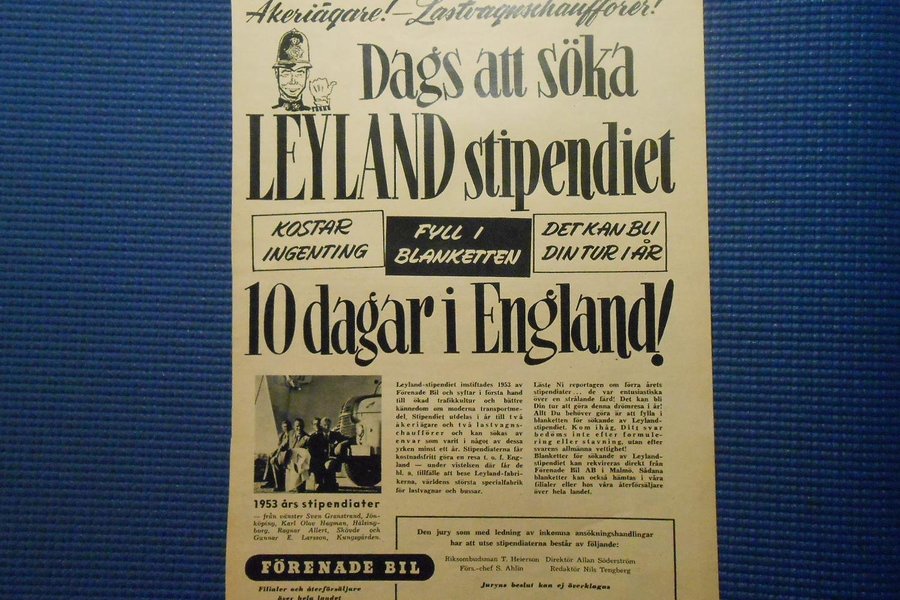 Åkeriägare! — Lastvagnschaufförer!
Dags att söka
LEYLAND stipendiet
KOSTAR
INGENTING
FYLL I
BLANKETTEN
DET KAN BLI
DIN TUR I ÅR
10 dagar i England!
Leyland-stipendiet instiftades 1953 av
Förenade Bil och syftar i första hand
till ökad trafikkultur och bättre
kännedom om moderna transportme-
del. Stipendiet utdelas i år till två
åkeriägare och två lastvagns-
chaufförer och kan sökas av
envar som varit i något av dessa
yrken minst ett år. Stipendiaterna får
kostnadsfritt göra en resa t. o. f. Eng-
land — under vistelsen där får de
bl. a. tillfälle att bese Leyland-fabri-
kerna, världens största specialfabrik
för lastvagnar och bussar.
Läste Ni reportagen om förra årets
stipendiater... de var entusiastiska
över en strålande färd! Det kan bli
Din tur att göra denna drömresa i år!
Allt Du behöver göra är att fylla i
blanketten för sökande av Leyland-
stipendiet. Kom ihåg, Ditt svar
bedöms inte efter formule-
ring eller stavning, utan efter
svarens allmänna vettighet!
Blanketter för sökande av Leyland-
stipendiet kan rekvireras direkt från
Förenade Bil AB i Malmö. Sådana
blanketter kan också hämtas i våra
filialer eller hos våra återförsäljare
över hela landet.
1953 års stipendiater
— från vänster Sven Granstrand, Jön-
köping, Karl Olov Hagman, Hälsing-
borg, Ragnar Allert, Skövde och
Gunnar E. Larsson, Kungsgården.
FÖRENADE BIL
Filialer och återförsäljare
över hela landet
Den jury som med ledning av inkomna ansökningshandlingar
har att utse stipendiaterna består av följande:
Riksombudsman T. Heierson Direktör Allan Söderström
Förs.-chef S. Ahlin Redaktör Nils Tengberg
Juryns beslut kan ej överklagas